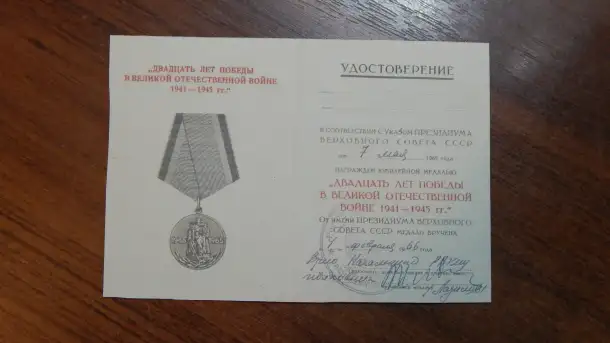 „ДВАДЦАТЬ ЛЕТ ПОБЕДЫ
В ВЕЛИКОЙ ОТЕЧЕСТВЕННОЙ ВОЙНЕ
1941—1945 гг."
УДОСТОВЕРЕНИЕ
В СООТВЕТСТВИИ С УКАЗОМ ПРЕЗИДИУМА
ВЕРХОВНОГО СОВЕТА СССР
от 7 мая 1965 года
НАГРАЖДЕН ЮБИЛЕЙНОЙ МЕДАЛЬЮ
„ДВАДЦАТЬ ЛЕТ ПОБЕДЫ
В ВЕЛИКОЙ ОТЕЧЕСТВЕННОЙ
ВОЙНЕ 1941—1945 гг."
От имени ПРЕЗИДИУМА ВЕРХОВНОГО
СОВЕТА СССР МЕДАЛЬ ВРУЧЕНА
февраля 66 года